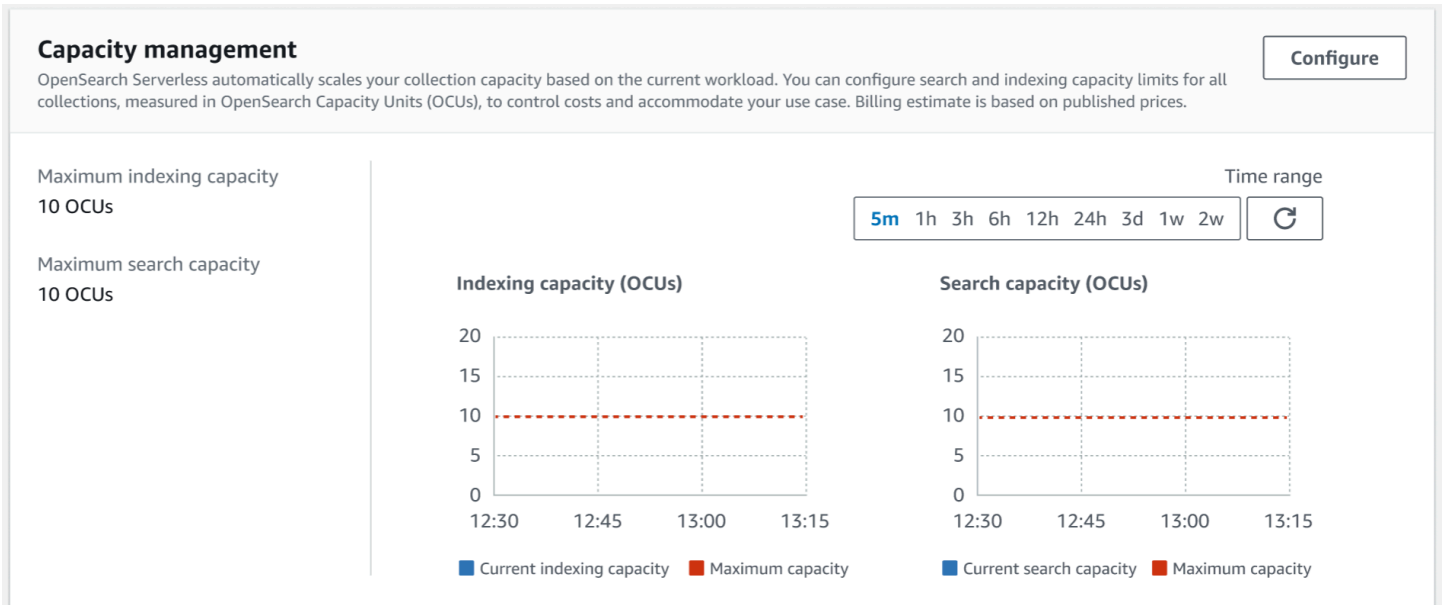 Capacity management
Configure
OpenSearch Serverless automatically scales your collection capacity based on the current workload. You can configure search and indexing capacity limits for all
collections, measured in OpenSearch Capacity Units (OCUs), to control costs and accommodate your use case. Billing estimate is based on published prices.
Maximum indexing capacity
10 OCUs
Maximum search capacity
10 OCUs
Time range
5m 1h 3h 6h 12h 24h 3d 1w 2w
Indexing capacity (OCUs)
20
15
10
5
0
12:30 12:45 13:00 13:15
Current indexing capacity Maximum capacity
Search capacity (OCUs)
20
15
10
5
0
12:30 12:45 13:00 13:15
Current search capacity Maximum capacity